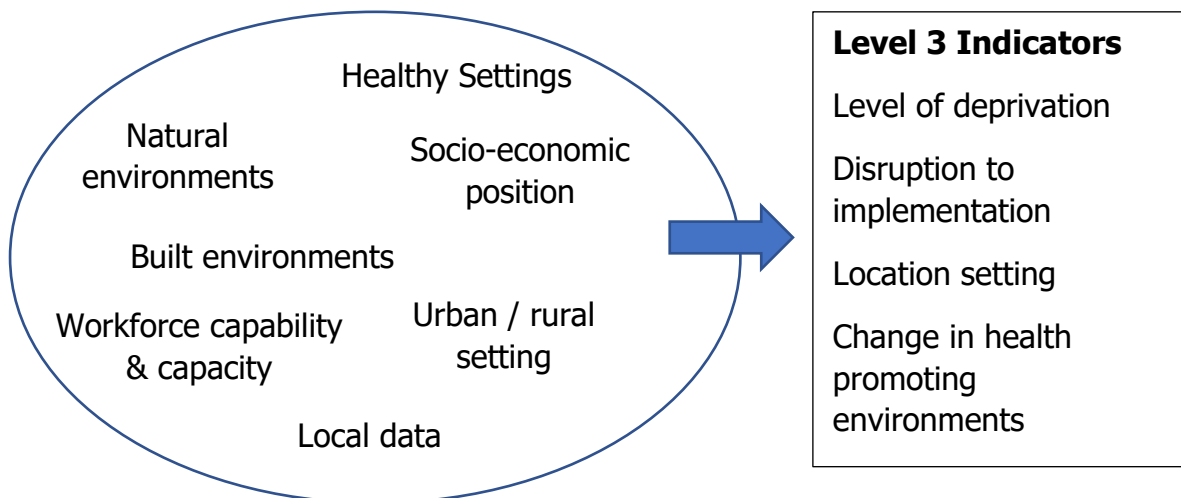 Healthy Settings
Natural
environments
Socio-economic
position
Built environments
Workforce capability
& capacity
Urban / rural
setting
Local data
Level 3 Indicators
Level of deprivation
Disruption to
implementation
Location setting
Change in health
promoting
environments